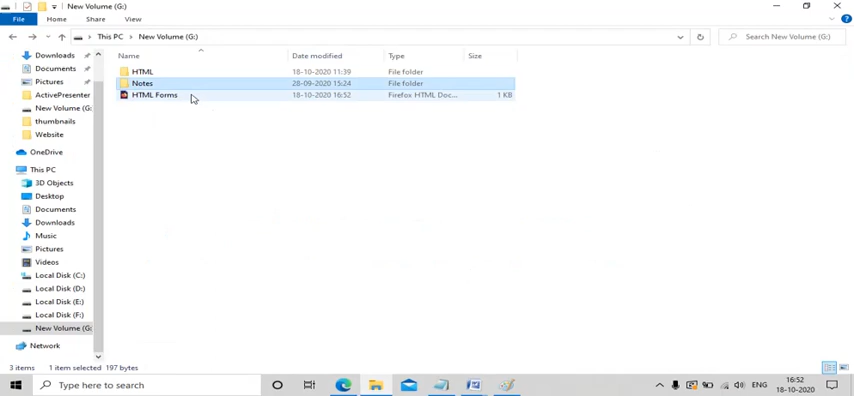 New Volume (G:)
File Home Share View
This PC New Volume (G:) Search New Volume (G:)
Name Date modified Type Size
HTML 18-10-2020 11:39 File folder
Notes 28-09-2020 15:24 File folder
HTML Forms 18-10-2020 16:52 Firefox HTML Doc... 1 KB
Downloads
Documents
Pictures
ActivePresenter
New Volume (G:
thumbnails
Website
OneDrive
This PC
3D Objects
Desktop
Documents
Downloads
Music
Pictures
Videos
Local Disk (C:)
Local Disk (D:)
Local Disk (E:)
Local Disk (F:)
New Volume (G:
Network
3 items 1 item selected 197 bytes
Type here to search ENG 16:52
18-10-2020